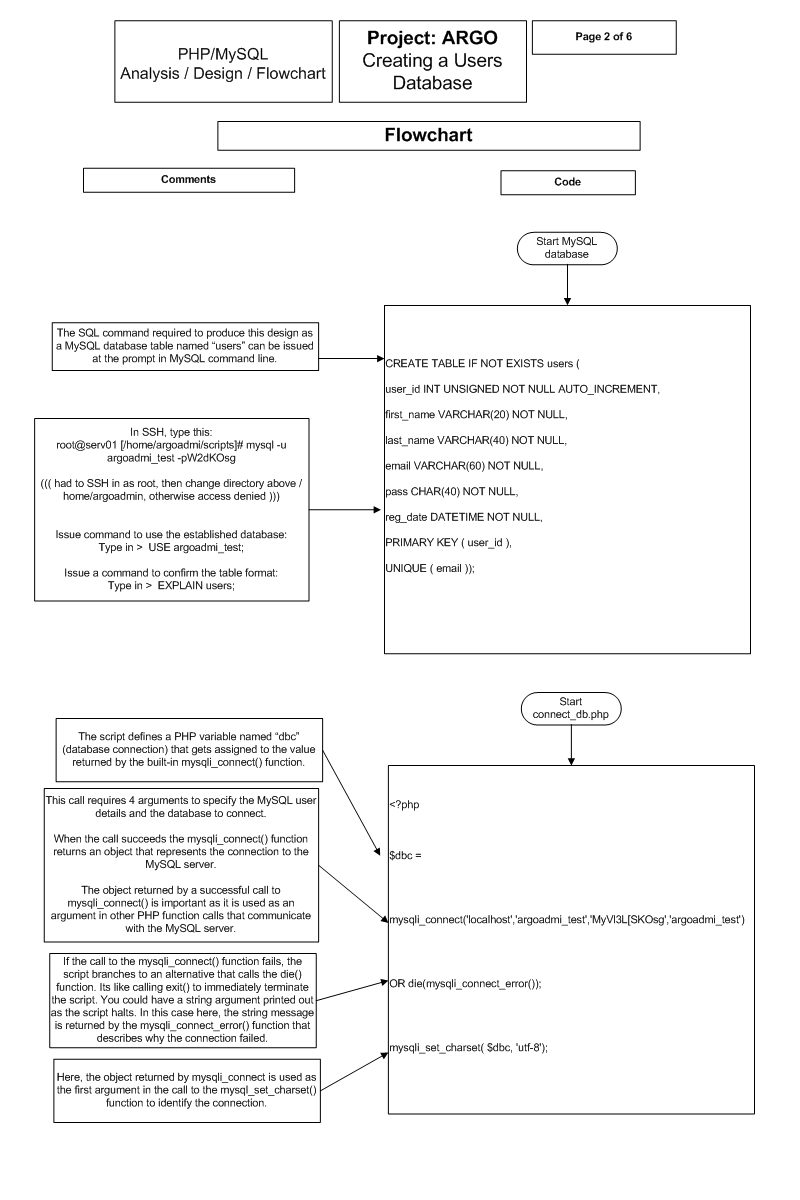 PHP/MySQL
Analysis / Design / Flowchart
Project: ARGO
Creating a Users
Database
Page 2 of 6
Flowchart
Comments
Code
Start MySQL
database
The SQL command required to produce this design as
a MySQL database table named “users” can be issued
at the prompt in MySQL command line.
CREATE TABLE IF NOT EXISTS users (
user_id INT UNSIGNED NOT NULL AUTO_INCREMENT,
first_name VARCHAR(20) NOT NULL,
last_name VARCHAR(40) NOT NULL,
email VARCHAR(60) NOT NULL,
pass CHAR(40) NOT NULL,
reg_date DATETIME NOT NULL,
PRIMARY KEY ( user_id ),
UNIQUE ( email ));
In SSH, type this:
root@serv01 [/home/argoadmi/scripts]# mysql -u
argoadmi_test -pW2dKOsg
((( had to SSH in as root, then change directory above /
home/argoadmin, otherwise access denied )))
Issue command to use the established database:
Type in > USE argoadmi_test;
Issue a command to confirm the table format:
Type in > EXPLAIN users;
Start
connect_db.php
The script defines a PHP variable named “dbc”
(database connection) that gets assigned to the value
returned by the built-in mysqli_connect() function.
This call requires 4 arguments to specify the MySQL user
details and the database to connect.
When the call succeeds the mysqli_connect() function
returns an object that represents the connection to the
MySQL server.
The object returned by a successful call to
mysqli_connect() is important as it is used as an
argument in other PHP function calls that communicate
with the MySQL server.
If the call to the mysqli_connect() function fails, the
script branches to an alternative that calls the die()
function. Its like calling exit() to immediately terminate
the script. You could have a string argument printed out
as the script halts. In this case here, the string message
is returned by the mysqli_connect_error() function that
describes why the connection failed.
Here, the object returned by mysqli_connect is used as
the first argument in the call to the mysql_set_charset()
function to identify the connection.
<?php
$dbc =
mysqli_connect('localhost','argoadmi_test','MyVl3L[SKOsg','argoadmi_test')
OR die(mysqli_connect_error());
mysqli_set_charset( $dbc, 'utf-8');